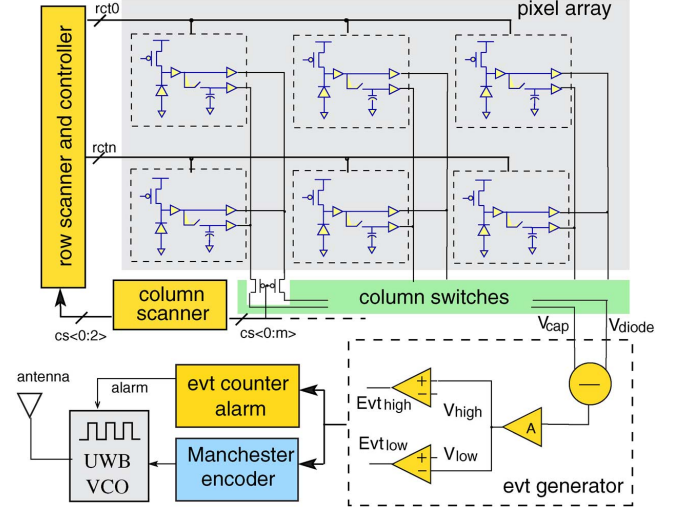 rct0
pixel array
row scanner and controller
rctn
column
scanner
column switches
cs<0:2>
cs<0:m>
Vcap
Vdiode
antenna
alarm
evt counter
alarm
Evthigh
+
−
Vhigh
A
—
UWB
VCO
Manchester
encoder
Evtlow
+
−
Vlow
evt generator